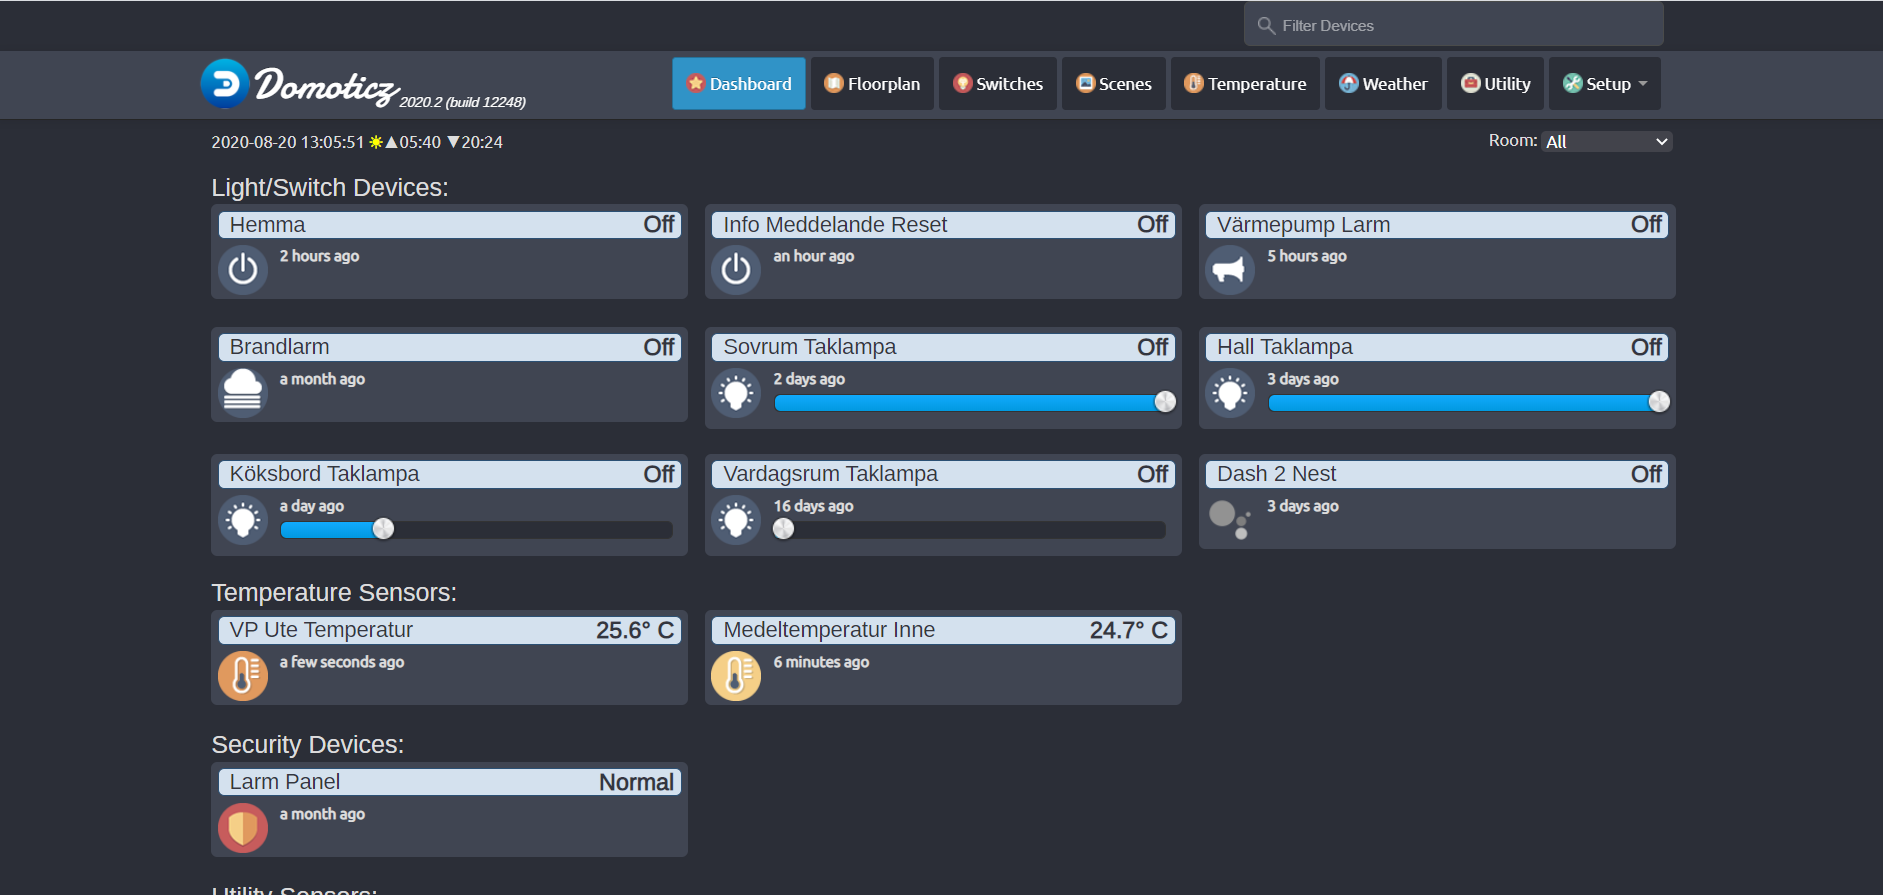 Filter Devices
Domoticz 2020.2 (build 12248)
Dashboard Floorplan Switches Scenes Temperature Weather Utility Setup
2020-08-20 13:05:51 ☀▲05:40 ▼20:24
Room: All
Light/Switch Devices:
Hemma Off
2 hours ago
Info Meddelande Reset Off
an hour ago
Värmepump Larm Off
5 hours ago
Brandlarm Off
a month ago
Sovrum Taklampa Off
2 days ago
Hall Taklampa Off
3 days ago
Köksbord Taklampa Off
a day ago
Vardagsrum Taklampa Off
16 days ago
Dash 2 Nest Off
3 days ago
Temperature Sensors:
VP Ute Temperatur 25.6° C
a few seconds ago
Medeltemperatur Inne 24.7° C
6 minutes ago
Security Devices:
Larm Panel Normal
a month ago
Utility Sensors: